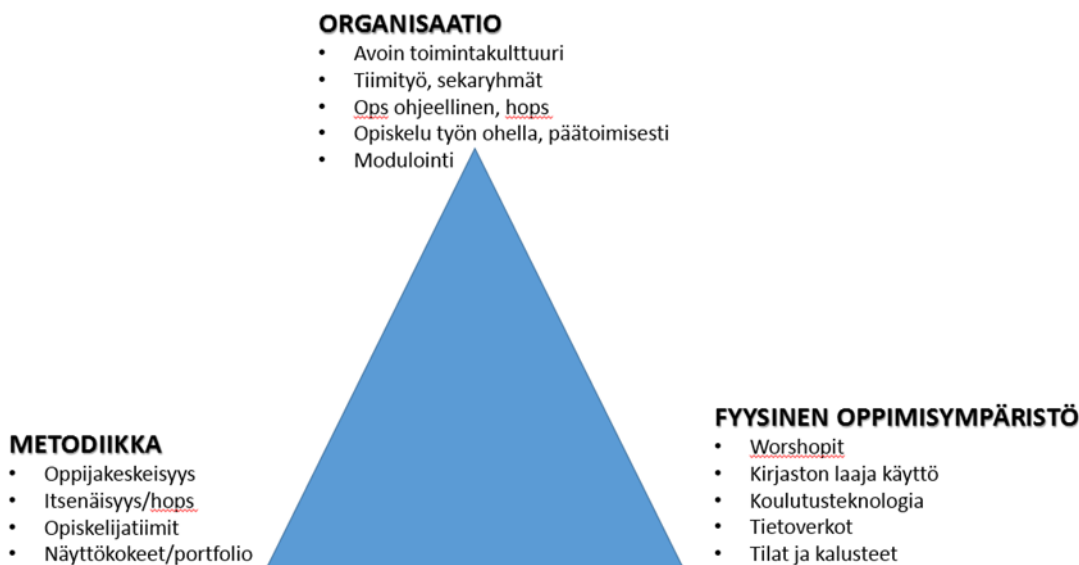 ORGANISAATIO
• Avoin toimintakulttuuri
• Tiimityö, sekaryhmät
• Ops ohjeellinen, hops
• Opiskelu työn ohella, päätoimisesti
• Modulointi
METODIIKKA
• Oppijakeskeisyys
• Itsenäisyys/hops
• Opiskelijatiimit
• Näyttökokeet/portfolio
FYYSINEN OPPIMISYMPÄRISTÖ
• Worshopit
• Kirjaston laaja käyttö
• Koulutusteknologia
• Tietoverkot
• Tilat ja kalusteet